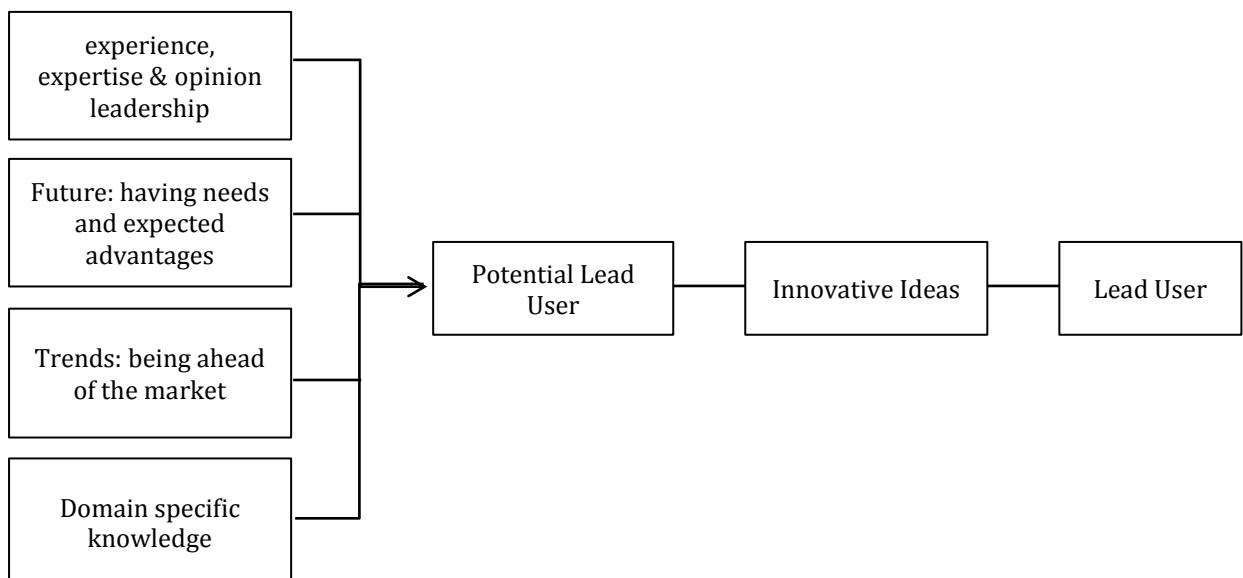 experience,
expertise & opinion
leadership
Future: having needs
and expected
advantages
Trends: being ahead
of the market
Domain specific
knowledge
Potential Lead
User
Innovative Ideas
Lead User